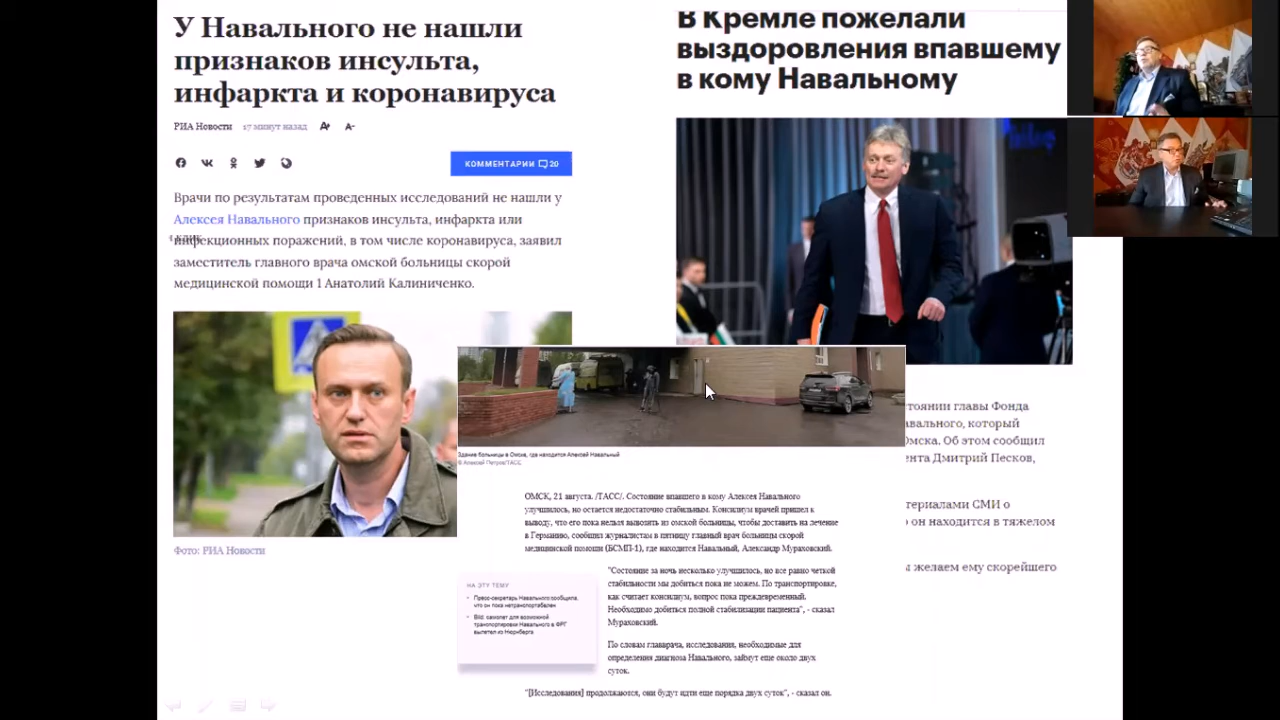 У Навального не нашли
признаков инсульта,
инфаркта и коронавируса
РИА Новости 17 минут назад А+ А-
КОММЕНТАРИИ 20
Врачи по результатам проведенных исследований не нашли у
Алексея Навального признаков инсульта, инфаркта или
инфекционных поражений, в том числе коронавируса, заявил
заместитель главного врача омской больницы скорой
медицинской помощи 1 Анатолий Калиниченко.
Фото: РИА Новости
В Кремле пожелали
выздоровления впавшему
в кому Навальному
стоянии главы Фонда
авального, который
Омска. Об этом сообщил
ента Дмитрий Песков,
териалами СМИ о
о он находится в тяжелом
ы желаем ему скорейшего
Здание больницы в Омске, где находится Алексей Навальный
© Алексей Петров/ТАСС
ОМСК, 21 августа. /ТАСС/. Состояние впавшего в кому Алексея Навального
улучшилось, но остается недостаточно стабильным. Консилиум врачей пришел к
выводу, что его пока нельзя вывозить из омской больницы, чтобы доставить на лечение
в Германию, сообщил журналистам в пятницу главный врач больницы скорой
медицинской помощи (БСМП-1), где находится Навальный, Александр Мураховский.
"Состояние за ночь несколько улучшилось, но все равно четкой
стабильности мы добиться пока не можем. По транспортировке,
как считает консилиум, вопрос пока преждевременный.
Необходимо добиться полной стабилизации пациента", - сказал
Мураховский.
По словам главврача, исследования, необходимые для
определения диагноза Навального, займут еще около двух
суток.
"[Исследования] продолжаются, они будут идти еще порядка двух суток", - сказал он.
НА ЭТУ ТЕМУ
Пресс-секретарь Навального сообщила,
что он пока нетранспортабелен
Bild: самолет для возможной
транспортировки Навального в ФРГ
вылетел из Нюрнберга